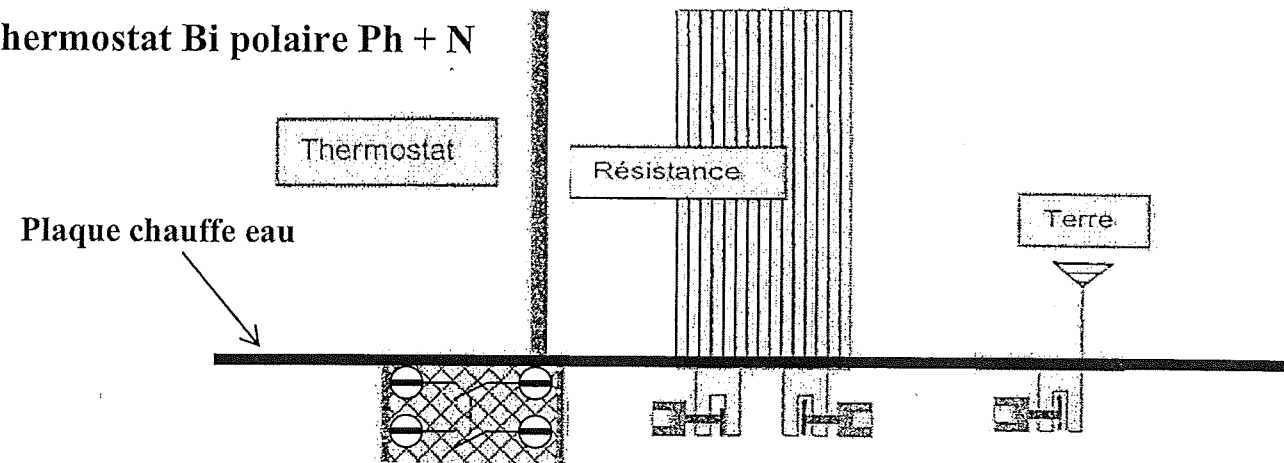 hermostat Bi polaire Ph + N
Thermostat
Résistance
Terre
Plaque chauffe eau